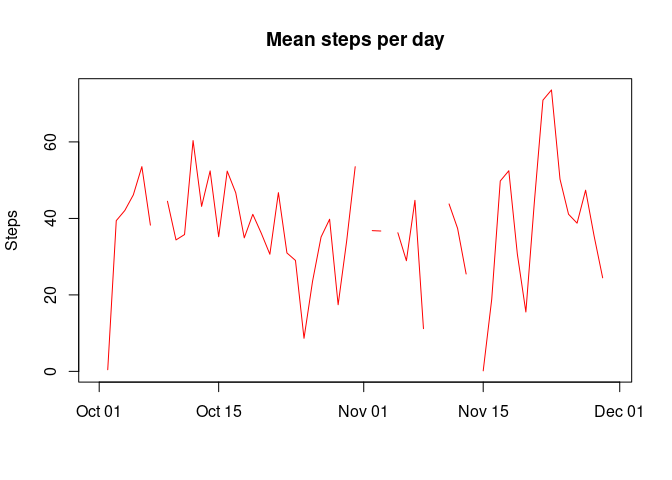 Mean steps per day
Steps
60
40
20
0
Oct 01
Oct 15
Nov 01
Nov 15
Dec 01